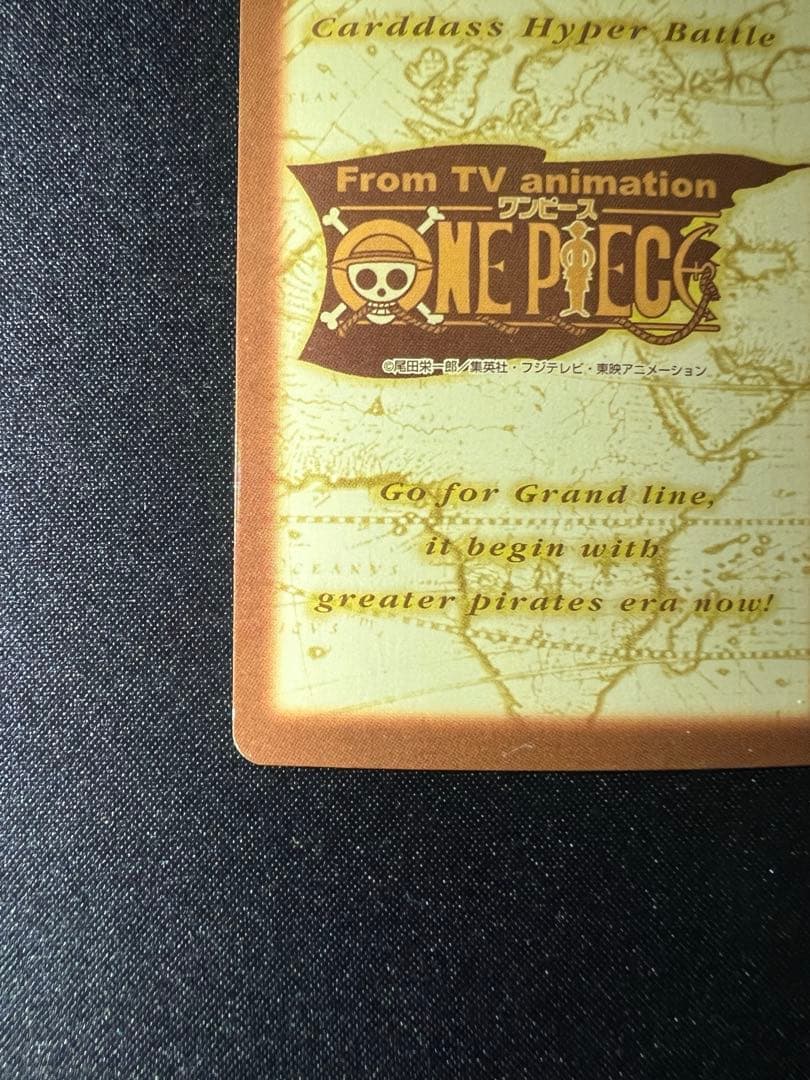 Carddass Hyper Battle
From TV animation
ワンピース
ONE PIECE
©尾田栄一郎/集英社・フジテレビ・東映アニメーション
Go for Grand line,
it begin with
greater pirates era now!